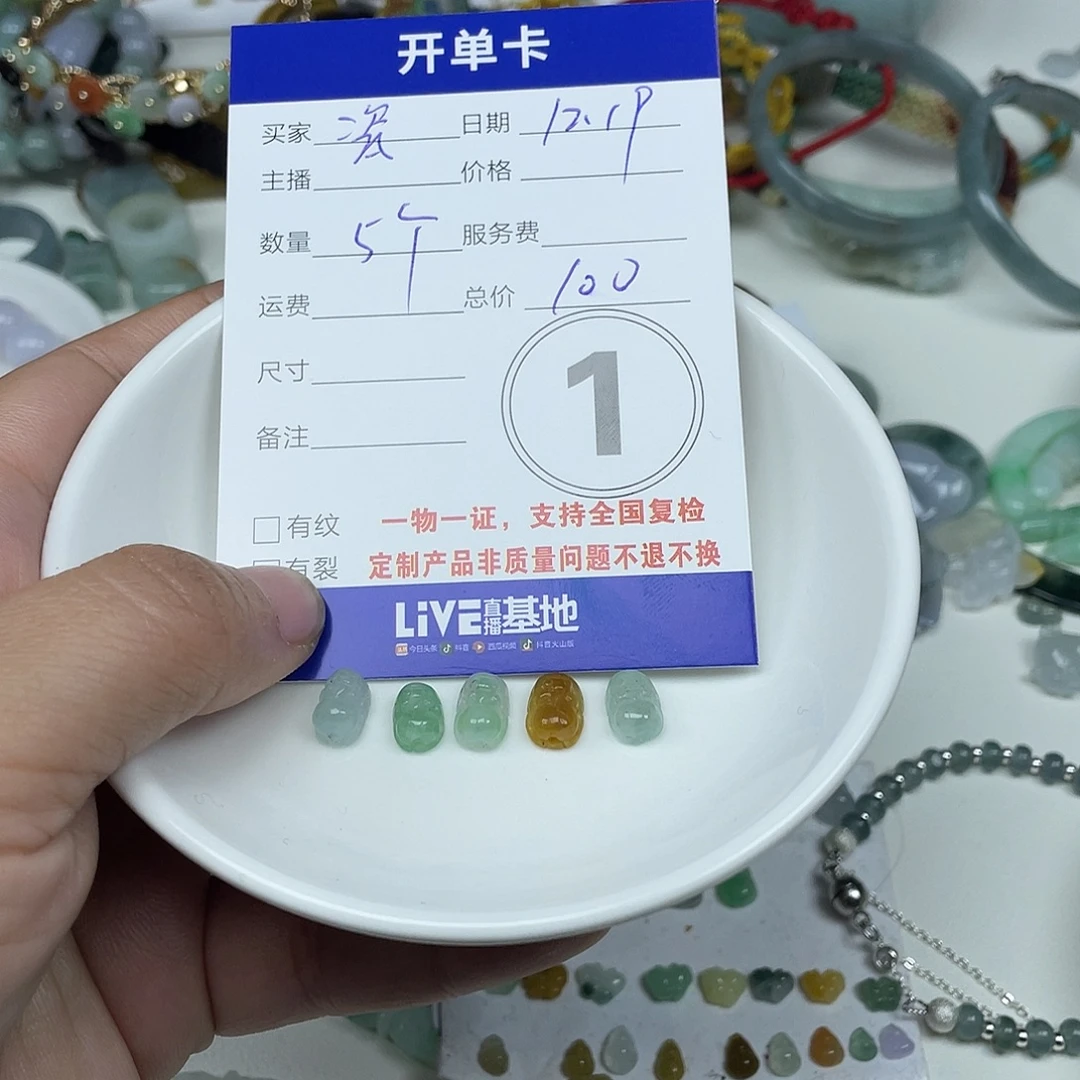 开单卡
买家 日期 12.19
主播 价格
数量 5个 服务费
运费 总价 100
尺寸
备注
1
有纹 一物一证，支持全国复检
有裂 定制产品非质量问题不退不换
LiVE直播基地
今日头条 抖音 西瓜视频 抖音火山版